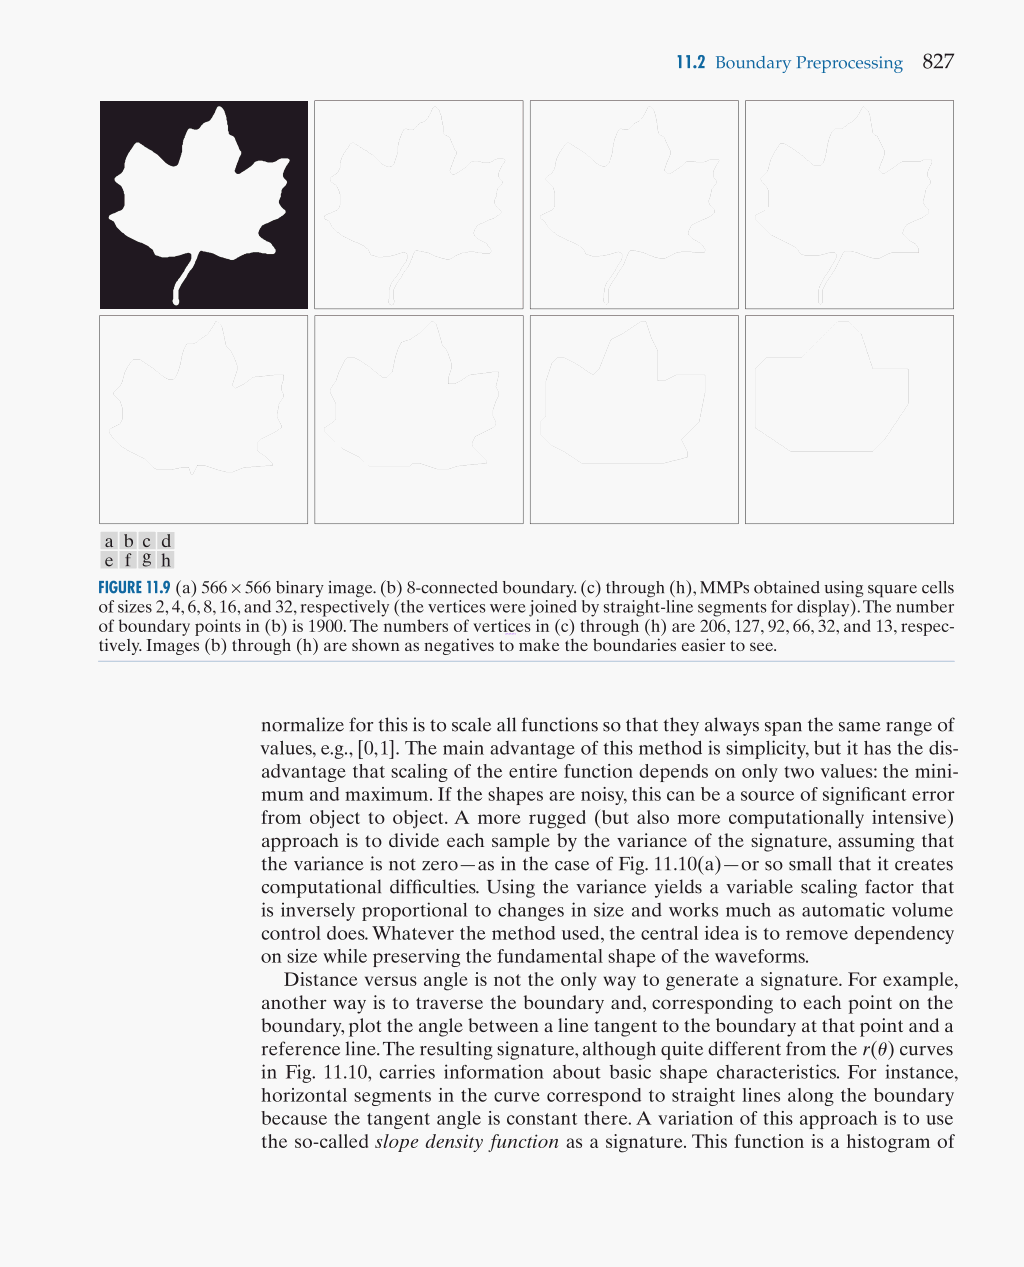 11.2 Boundary Preprocessing 827
a b c d
e f g h
FIGURE 11.9 (a) 566 × 566 binary image. (b) 8-connected boundary. (c) through (h), MMPs obtained using square cells
of sizes 2, 4, 6, 8, 16, and 32, respectively (the vertices were joined by straight-line segments for display). The number
of boundary points in (b) is 1900. The numbers of vertices in (c) through (h) are 206, 127, 92, 66, 32, and 13, respec-
tively. Images (b) through (h) are shown as negatives to make the boundaries easier to see.
normalize for this is to scale all functions so that they always span the same range of
values, e.g., [0,1]. The main advantage of this method is simplicity, but it has the dis-
advantage that scaling of the entire function depends on only two values: the mini-
mum and maximum. If the shapes are noisy, this can be a source of significant error
from object to object. A more rugged (but also more computationally intensive)
approach is to divide each sample by the variance of the signature, assuming that
the variance is not zero—as in the case of Fig. 11.10(a)—or so small that it creates
computational difficulties. Using the variance yields a variable scaling factor that
is inversely proportional to changes in size and works much as automatic volume
control does. Whatever the method used, the central idea is to remove dependency
on size while preserving the fundamental shape of the waveforms.
Distance versus angle is not the only way to generate a signature. For example,
another way is to traverse the boundary and, corresponding to each point on the
boundary, plot the angle between a line tangent to the boundary at that point and a
reference line. The resulting signature, although quite different from the r(θ) curves
in Fig. 11.10, carries information about basic shape characteristics. For instance,
horizontal segments in the curve correspond to straight lines along the boundary
because the tangent angle is constant there. A variation of this approach is to use
the so-called slope density function as a signature. This function is a histogram of